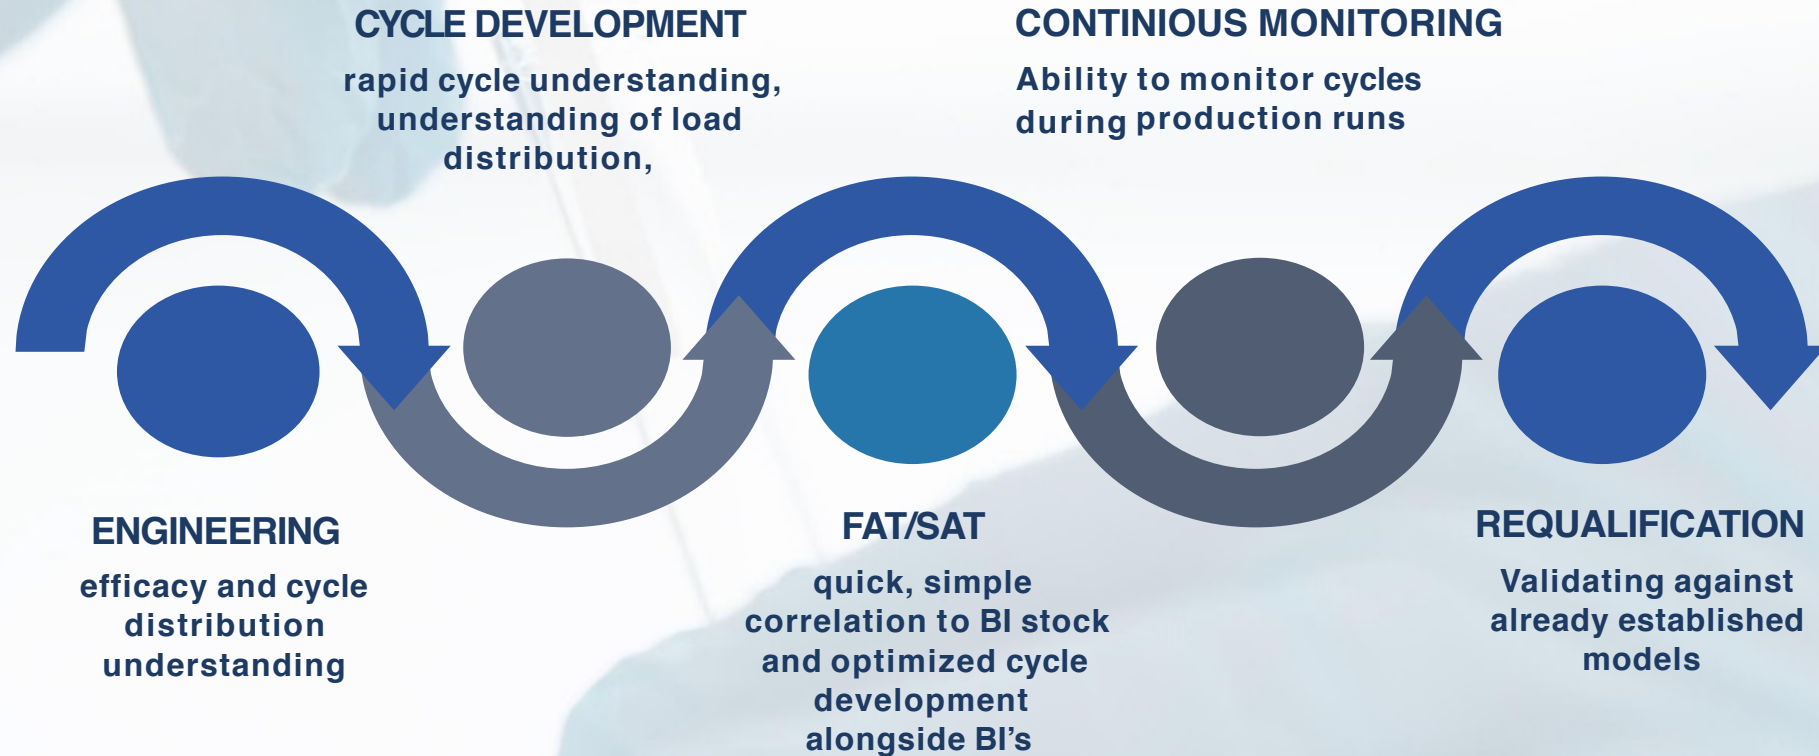 CYCLE DEVELOPMENT
rapid cycle understanding,
understanding of load
distribution,
CONTINIOUS MONITORING
Ability to monitor cycles
during production runs
ENGINEERING
efficacy and cycle
distribution
understanding
FAT/SAT
quick, simple
correlation to BI stock
and optimized cycle
development
alongside BI’s
REQUALIFICATION
Validating against
already established
models